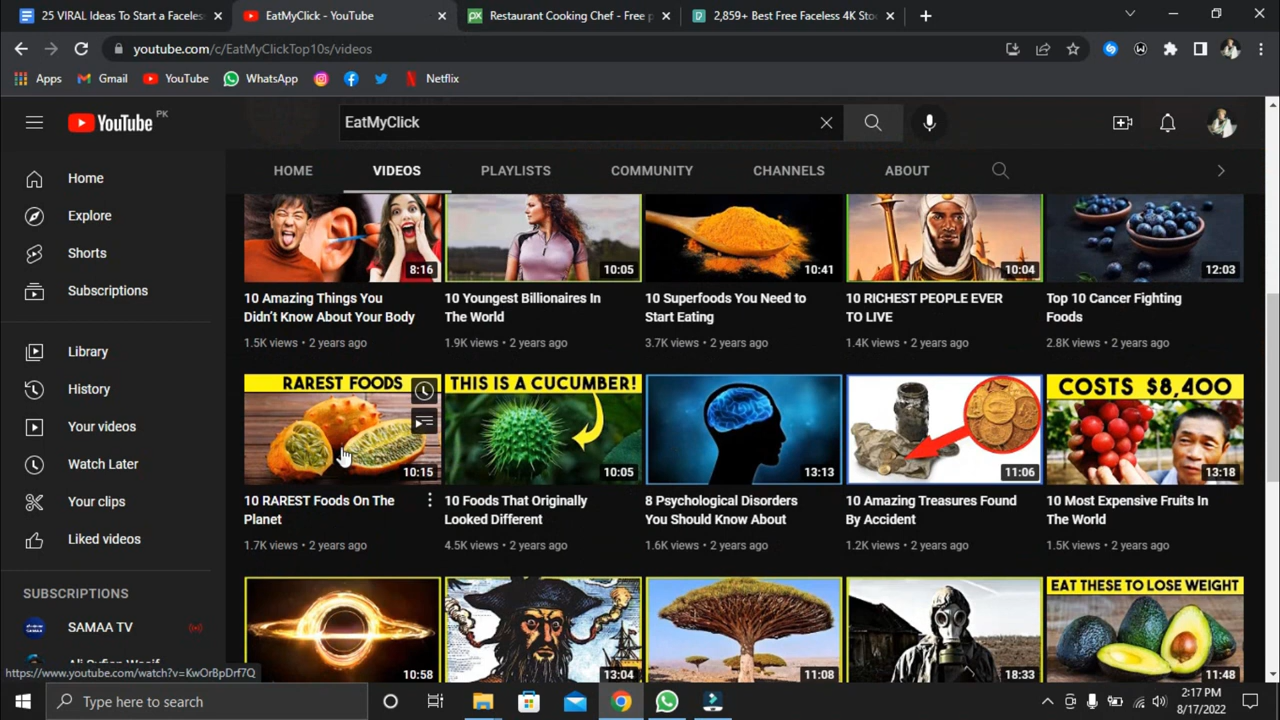 25 VIRAL Ideas To Start a Faceles
EatMyClick - YouTube
Restaurant Cooking Chef - Free p
2,859+ Best Free Faceless 4K Sto
youtube.com/c/EatMyClickTop10s/videos
Apps
Gmail
YouTube
WhatsApp
Netflix
YouTube PK
EatMyClick
HOME
VIDEOS
PLAYLISTS
COMMUNITY
CHANNELS
ABOUT
Home
Explore
Shorts
Subscriptions
Library
History
Your videos
Watch Later
Your clips
Liked videos
SUBSCRIPTIONS
SAMAA TV
8:16
10:05
10:41
10:04
12:03
10 Amazing Things You
Didn't Know About Your Body
1.5K views • 2 years ago
10 Youngest Billionaires In
The World
1.9K views • 2 years ago
10 Superfoods You Need to
Start Eating
3.7K views • 2 years ago
10 RICHEST PEOPLE EVER
TO LIVE
1.4K views • 2 years ago
Top 10 Cancer Fighting
Foods
2.8K views • 2 years ago
RAREST FOODS
10:15
THIS IS A CUCUMBER!
10:05
13:13
11:06
COSTS $8,400
13:18
10 RAREST Foods On The
Planet
1.7K views • 2 years ago
10 Foods That Originally
Looked Different
4.5K views • 2 years ago
8 Psychological Disorders
You Should Know About
1.6K views • 2 years ago
10 Amazing Treasures Found
By Accident
1.2K views • 2 years ago
10 Most Expensive Fruits In
The World
1.5K views • 2 years ago
10:58
13:04
11:08
18:33
EAT THESE TO LOSE WEIGHT
11:48
https://www.youtube.com/watch?v=KwOrBpDrf7Q
Type here to search
2:17 PM
8/17/2022